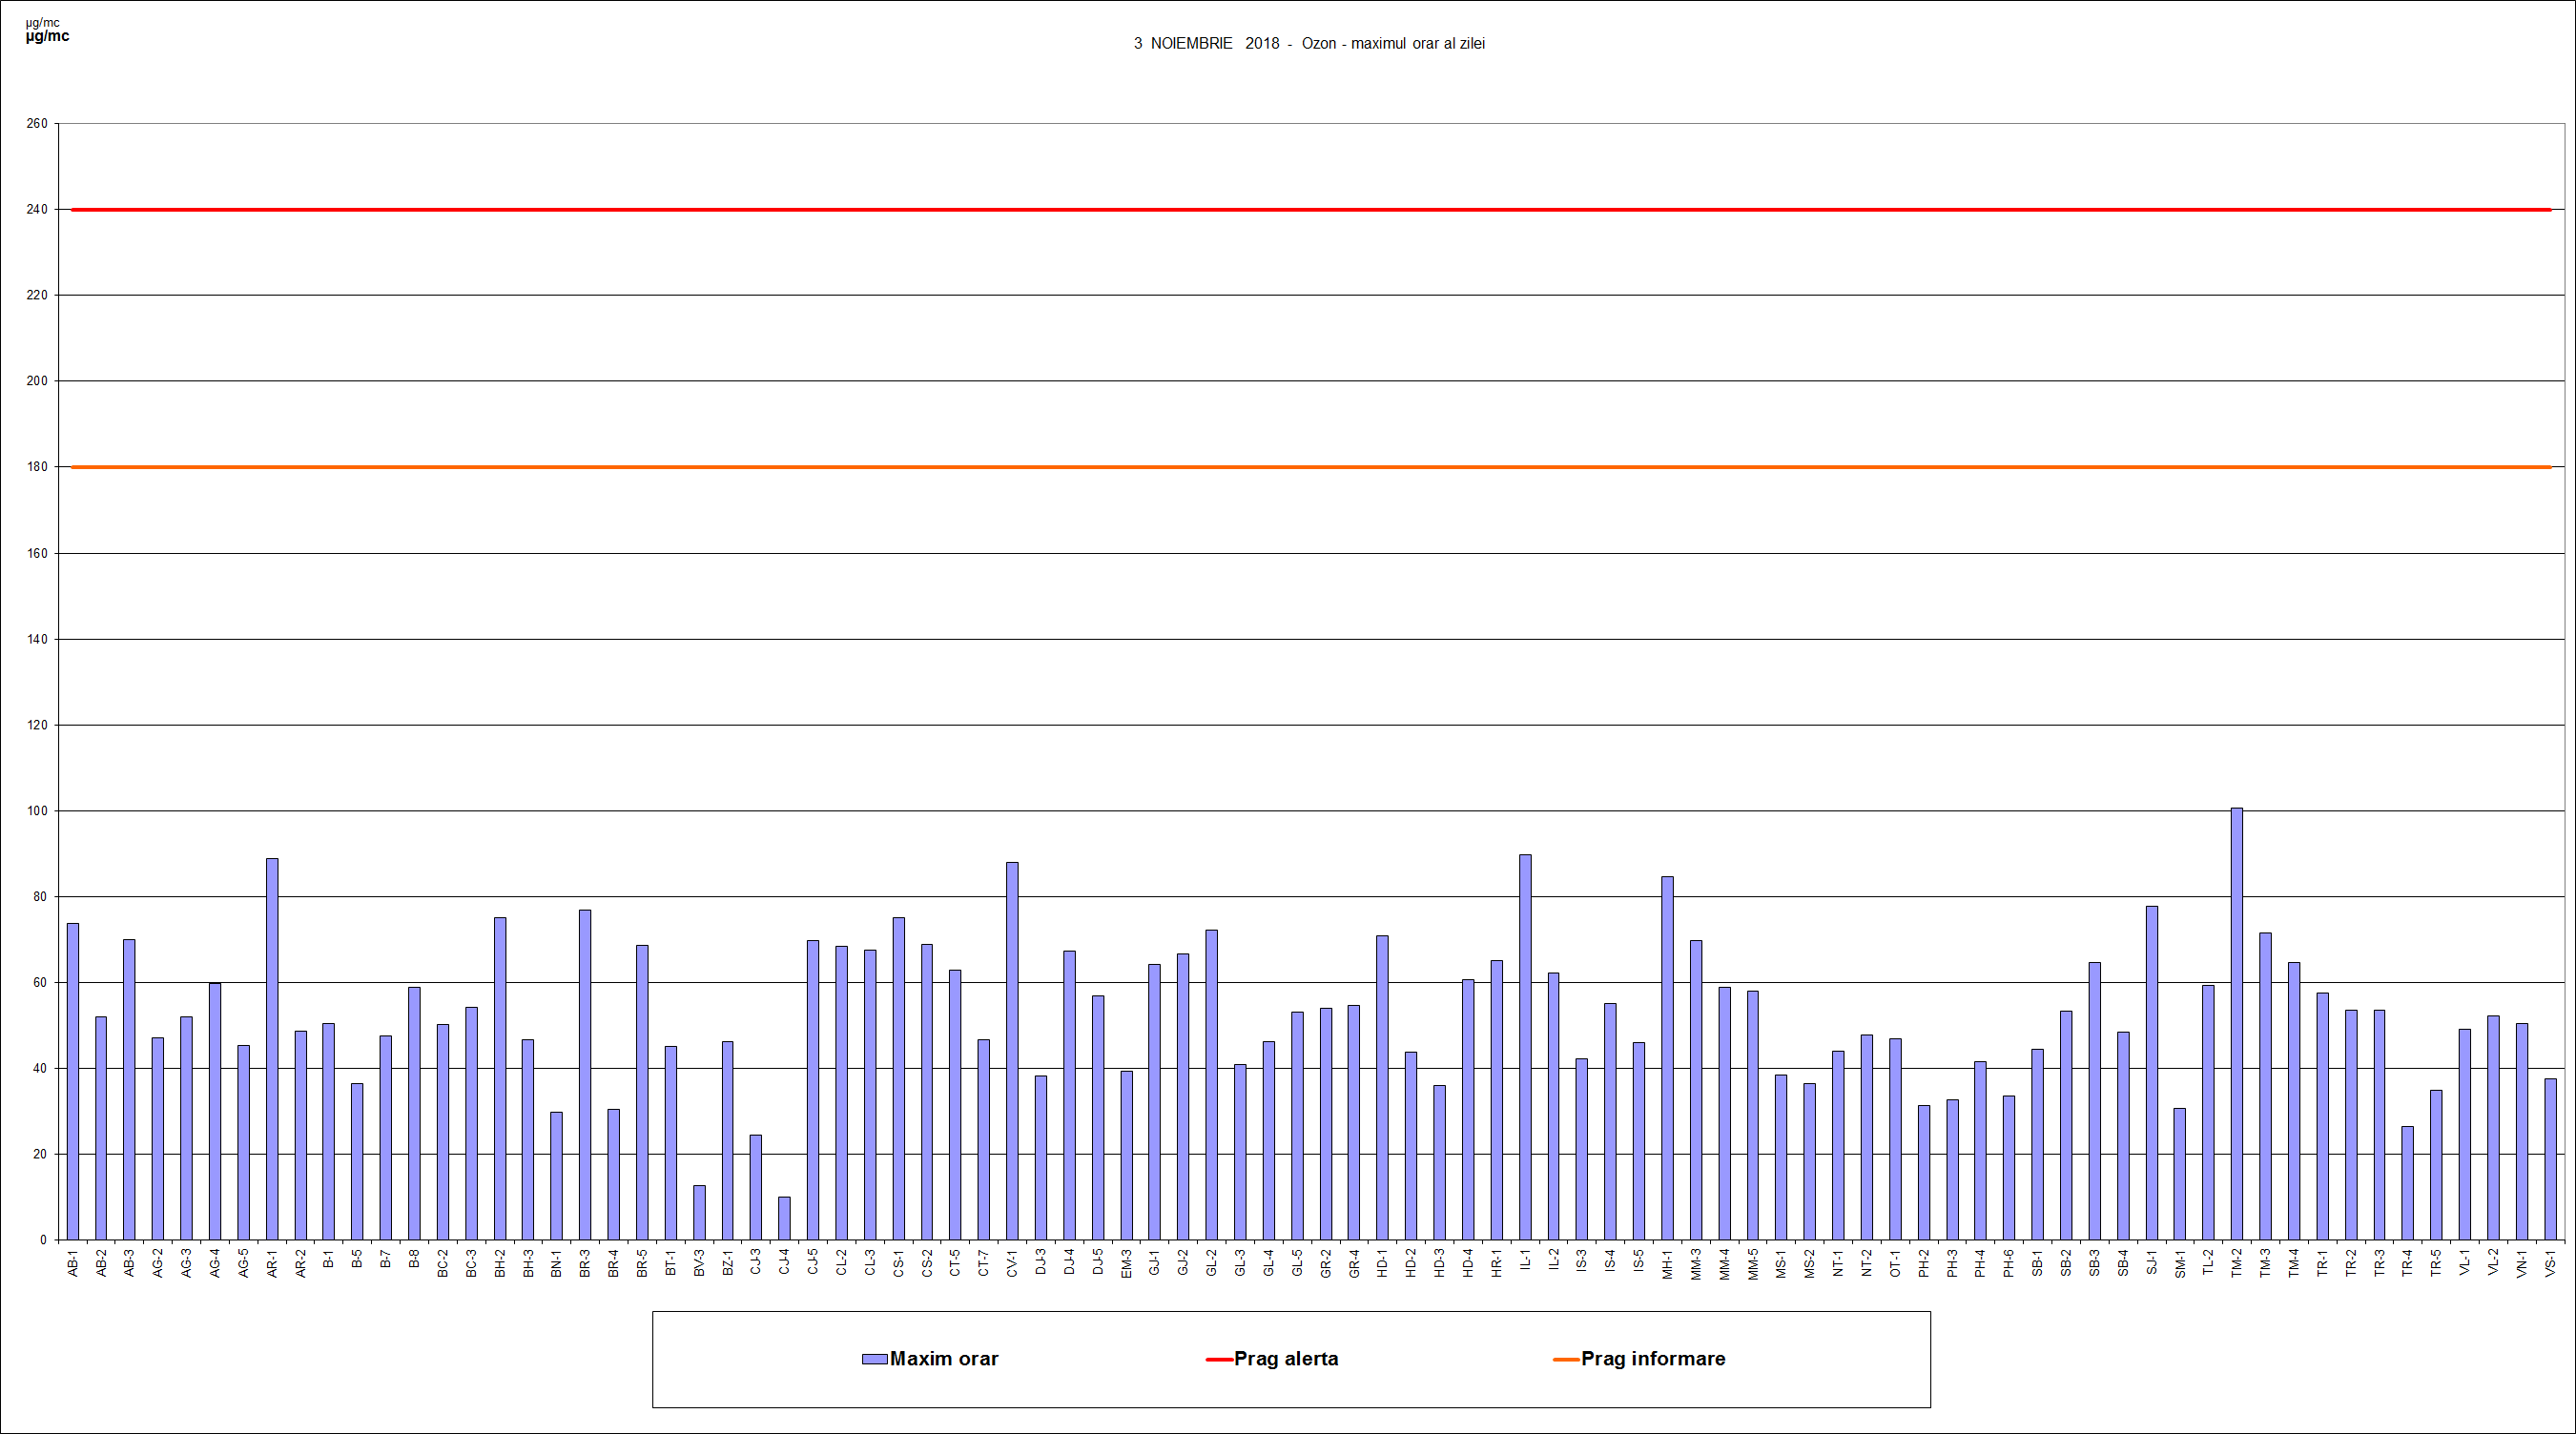 µg/mc
µg/mc
3 NOIEMBRIE 2018 - Ozon - maximul orar al zilei
260
240
220
200
180
160
140
120
100
80
60
40
20
0
AB-1 AB-2 AB-3 AG-2 AG-3 AG-4 AG-5 AR-1 AR-2 B-1 B-5 B-7 B-8 BC-2 BC-3 BH-2 BH-3 BN-1 BR-3 BR-4 BR-5 BT-1 BV-3 BZ-1 CJ-3 CJ-4 CJ-5 CL-2 CL-3 CS-1 CS-2 CT-5 CT-7 CV-1 DJ-3 DJ-4 DJ-5 EM-3 GJ-1 GJ-2 GL-2 GL-3 GL-4 GL-5 GR-2 GR-4 HD-1 HD-2 HD-3 HD-4 HR-1 IL-1 IL-2 IS-3 IS-4 IS-5 MH-1 MM-3 MM-4 MM-5 MS-1 MS-2 NT-1 NT-2 OT-1 PH-2 PH-3 PH-4 PH-6 SB-1 SB-2 SB-3 SB-4 SJ-1 SM-1 TL-2 TM-2 TM-3 TM-4 TR-1 TR-2 TR-3 TR-4 TR-5 VL-1 VL-2 VN-1 VS-1
Maxim orar Prag alerta Prag informare